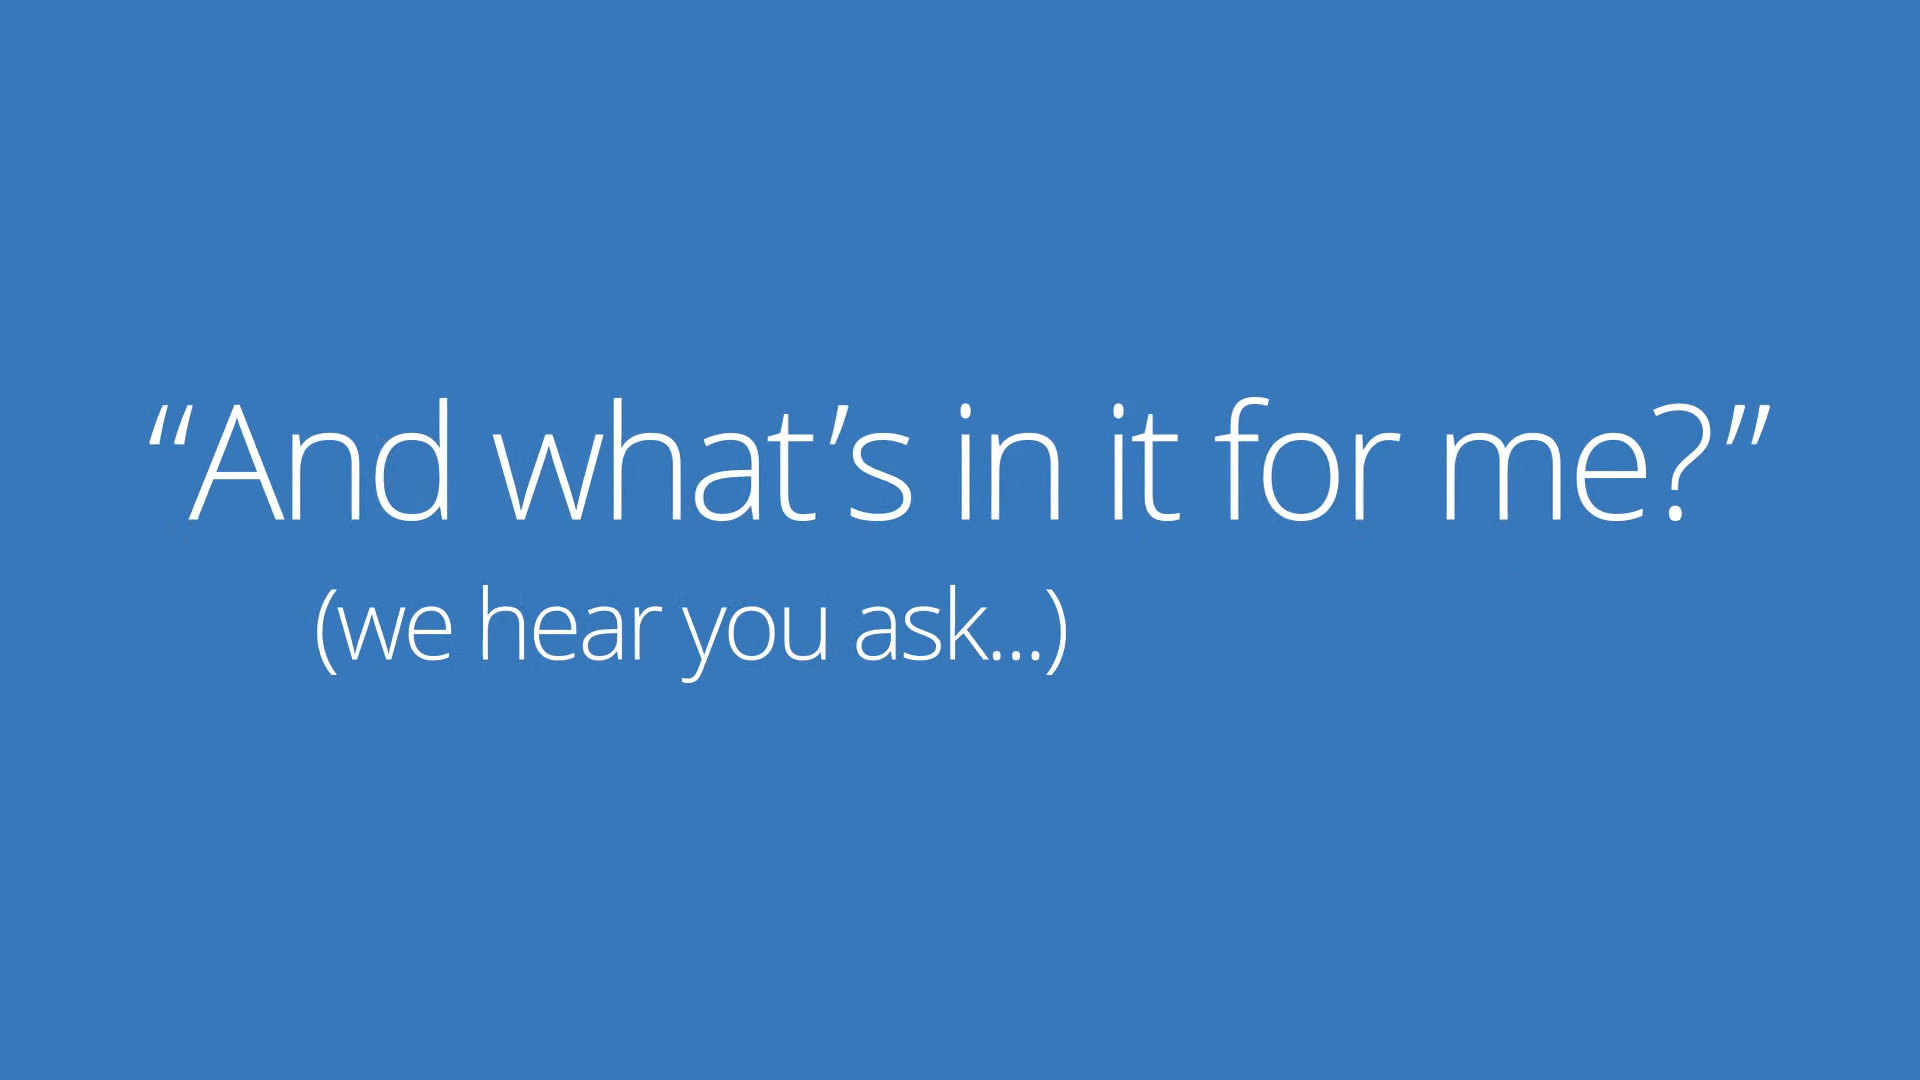 “And what’s in it for me?”
(we hear you ask...)